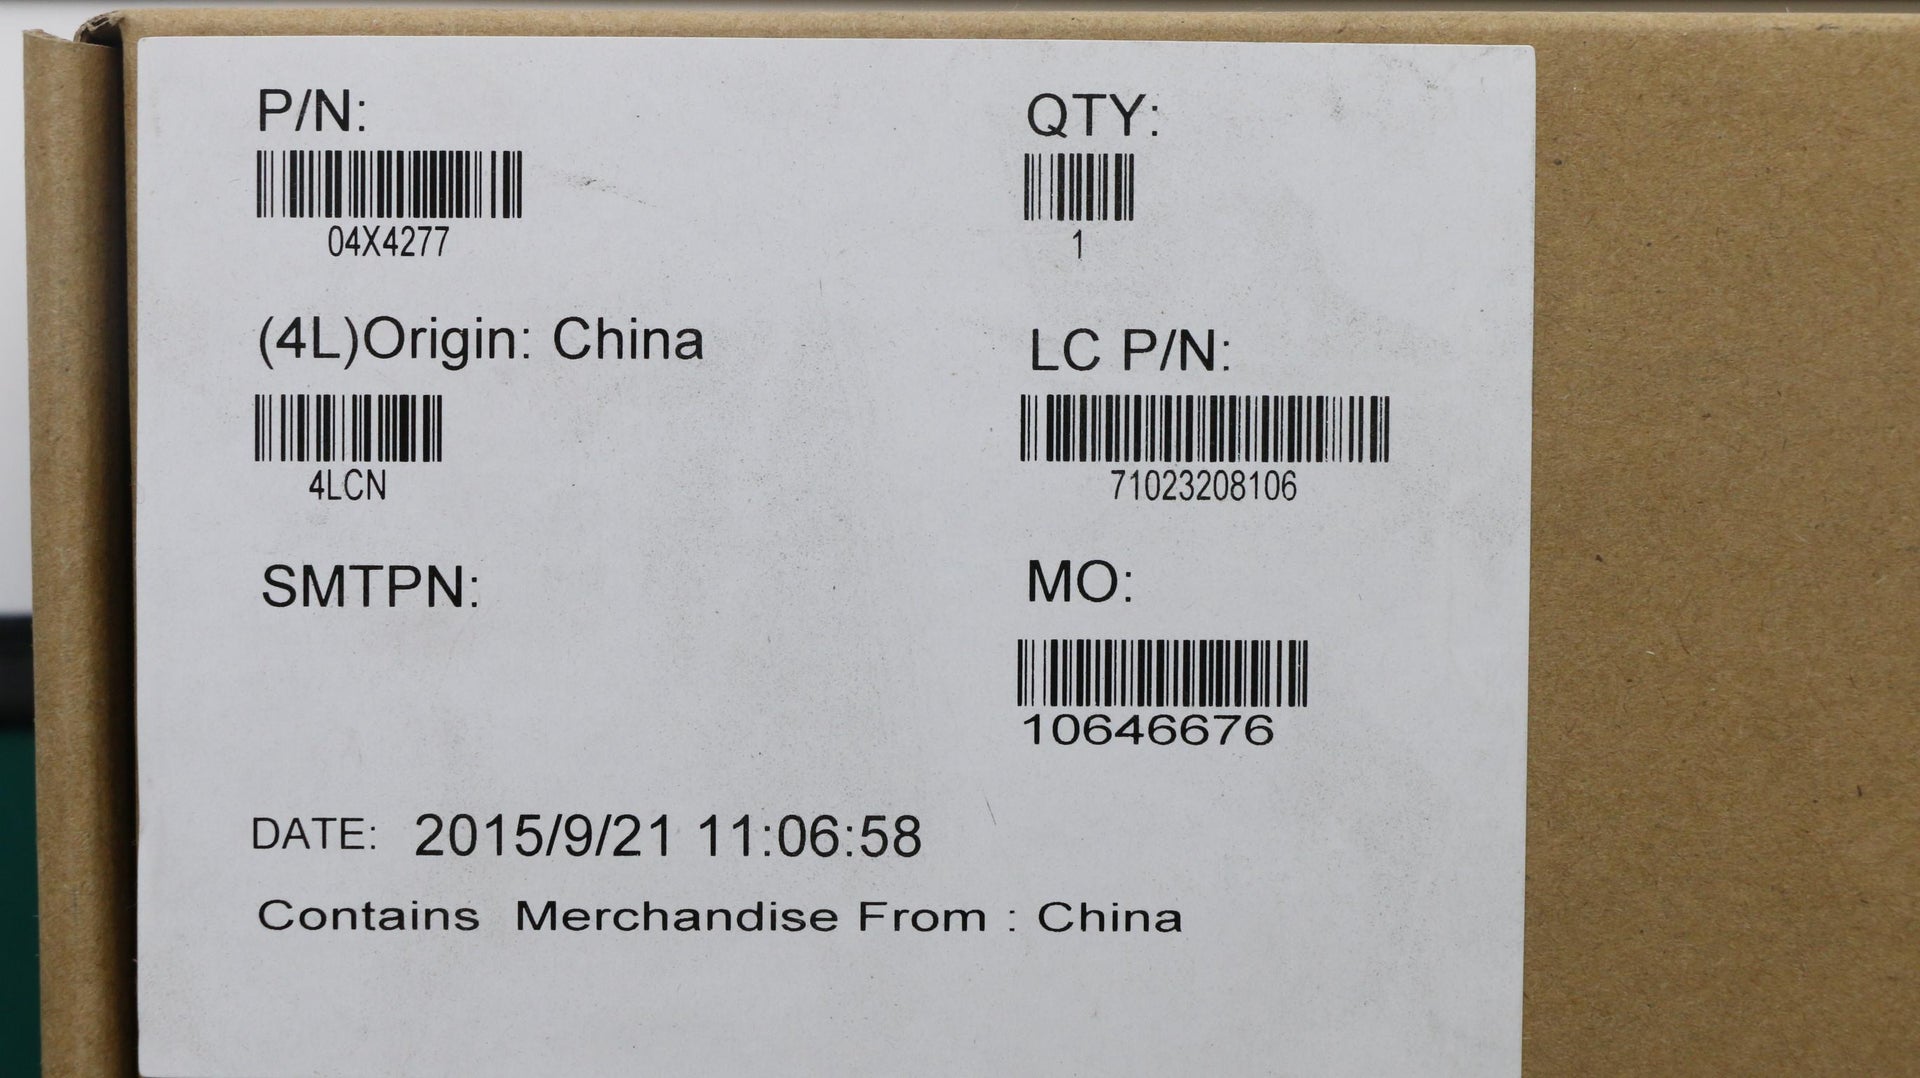 P/N:
04X4277
QTY:
1
(4L)Origin: China
4LCN
LC P/N:
71023208106
SMTPN:
MO:
10646676
DATE: 2015/9/21 11:06:58
Contains Merchandise From : China